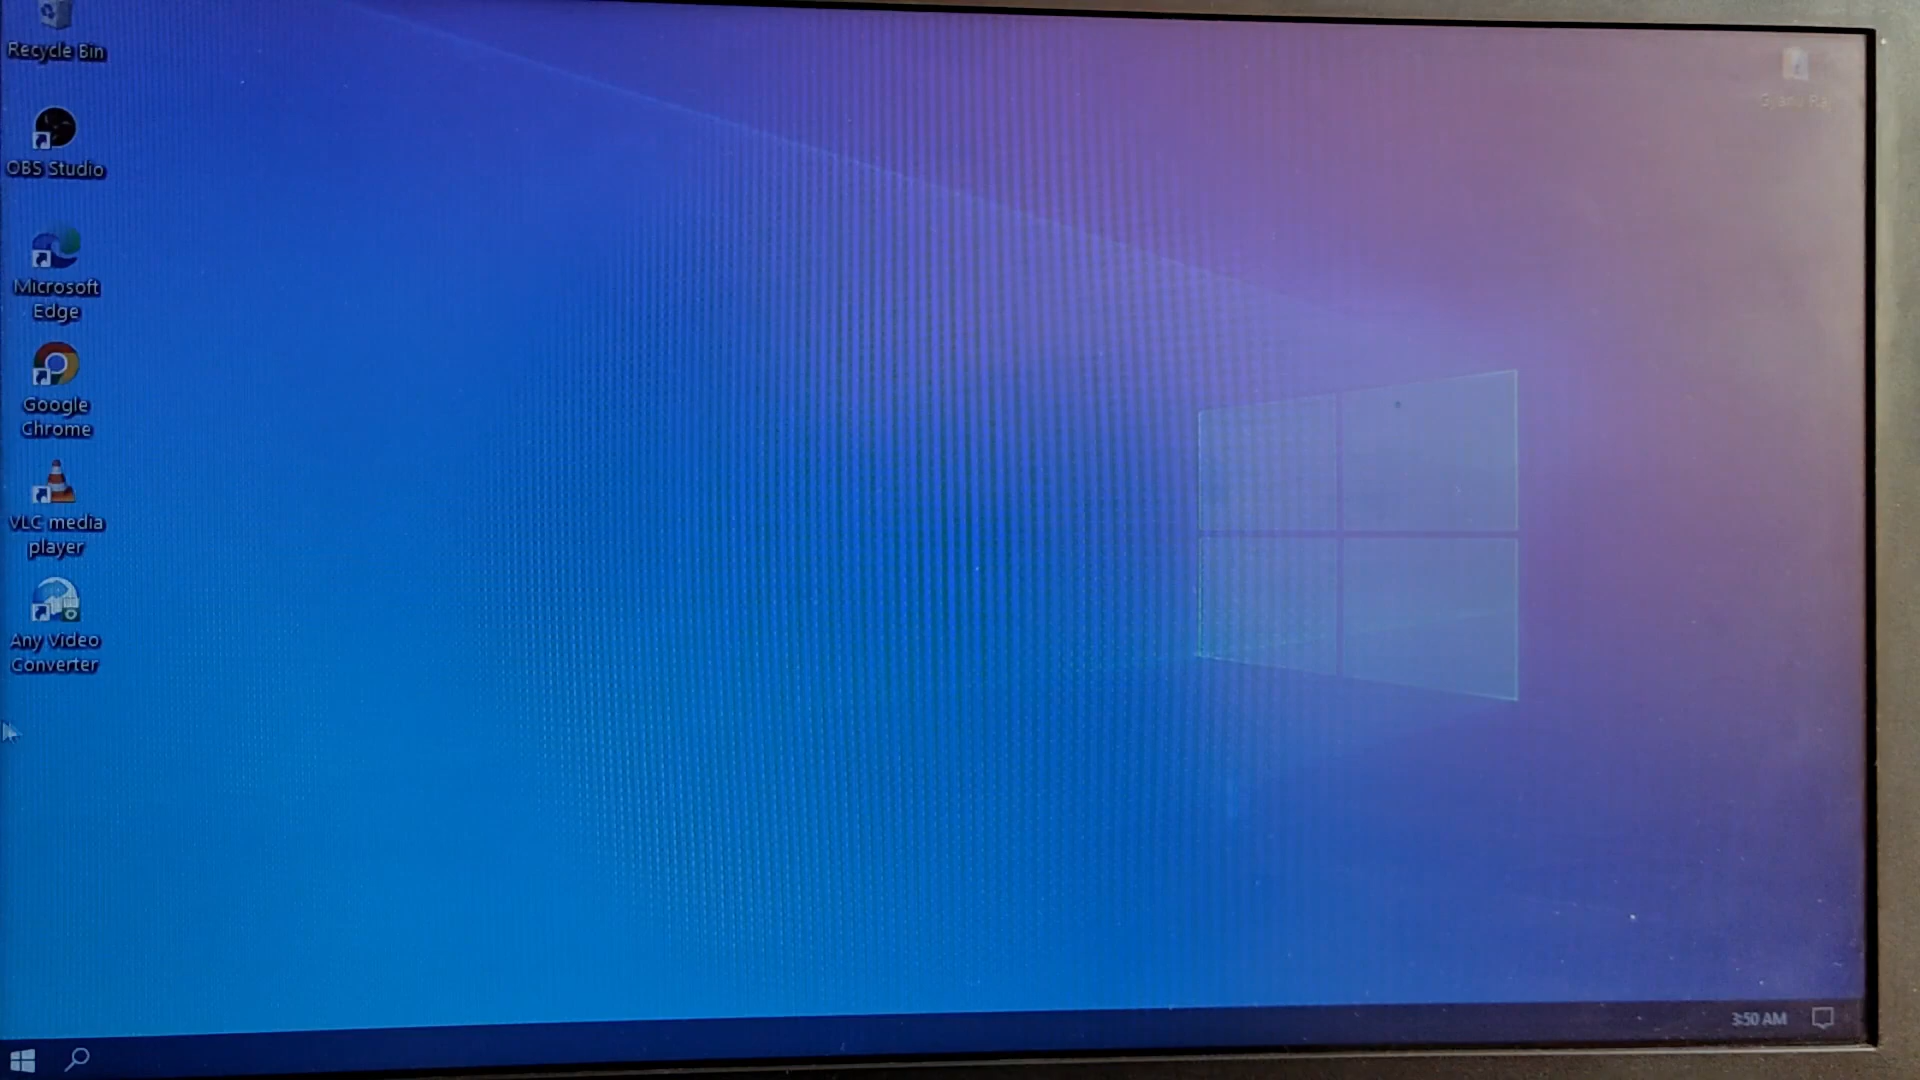 Recycle Bin
OBS Studio
Microsoft
Edge
Google
Chrome
VLC media
player
Any Video
Converter
3:50 AM